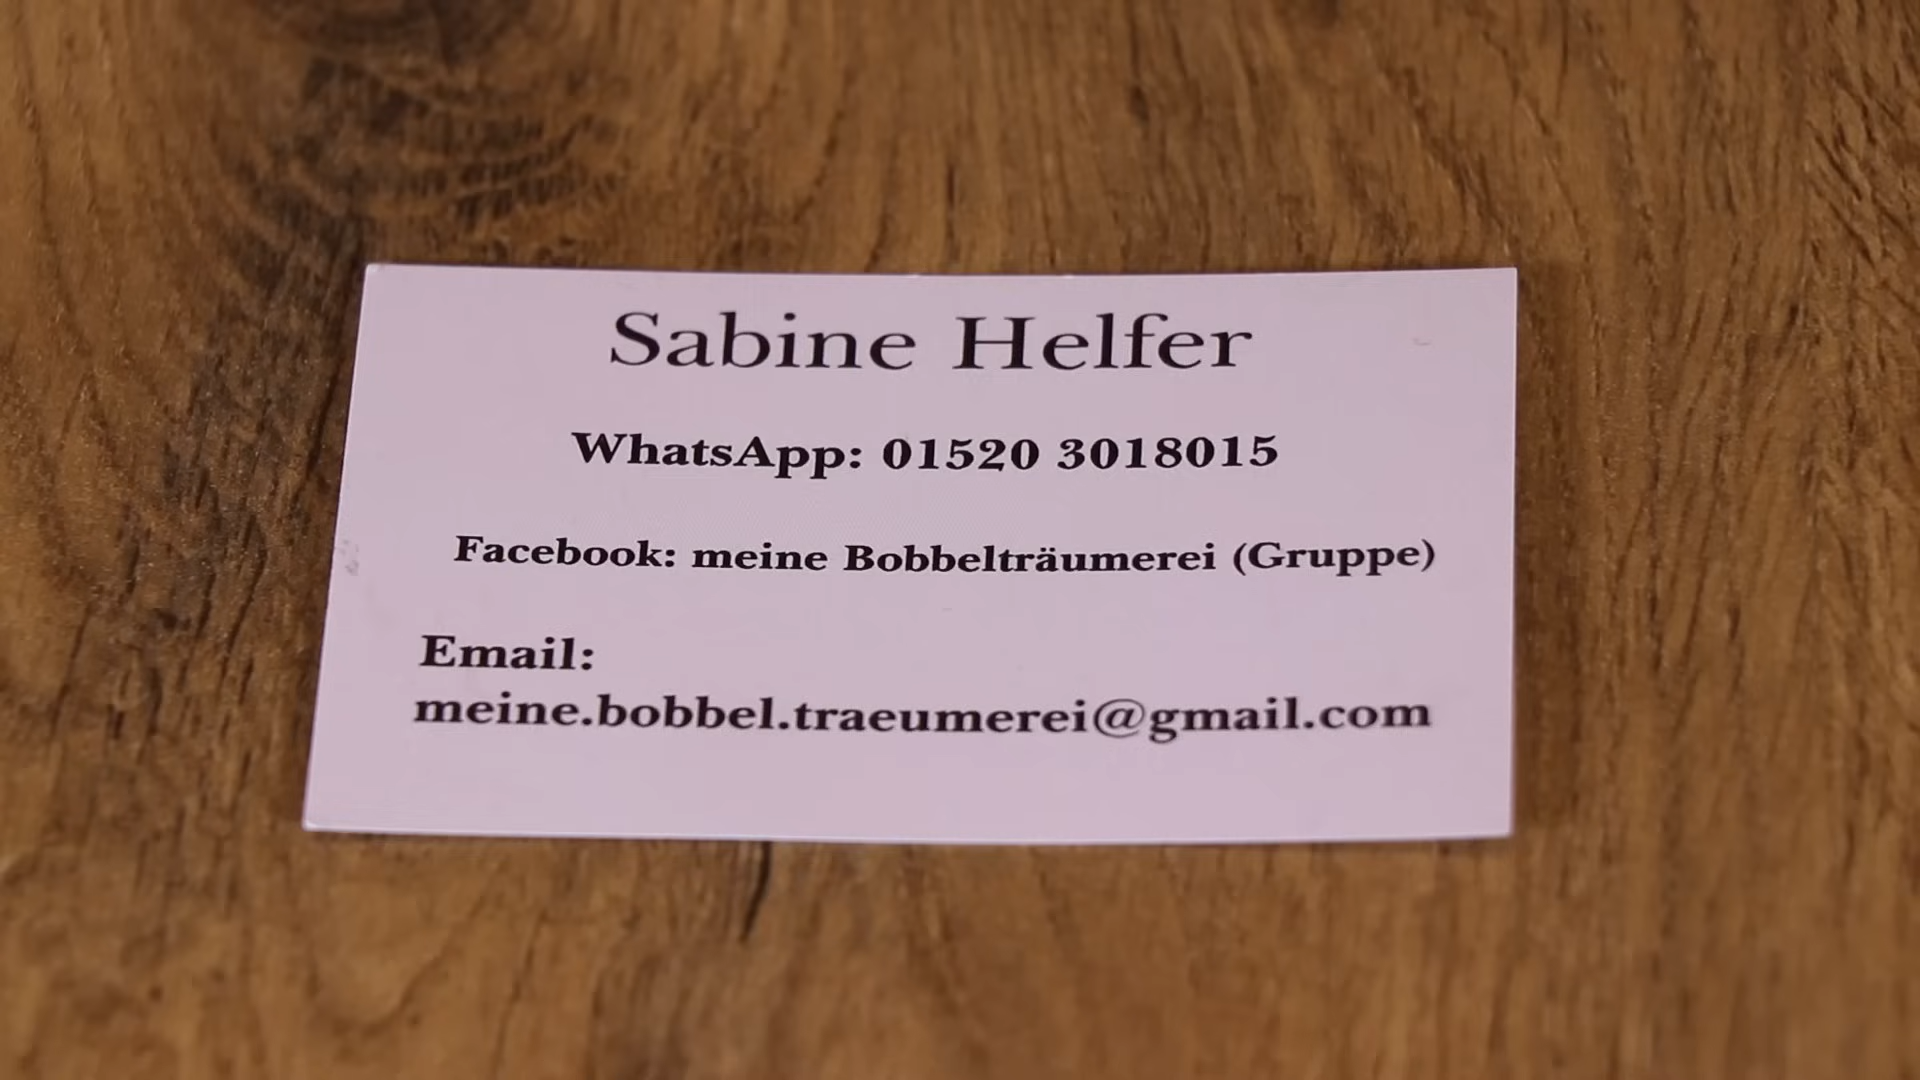 Sabine Helfer
WhatsApp: 01520 3018015
Facebook: meine Bobbelträumerei (Gruppe)
Email:
meine.bobbel.traeumerei@gmail.com